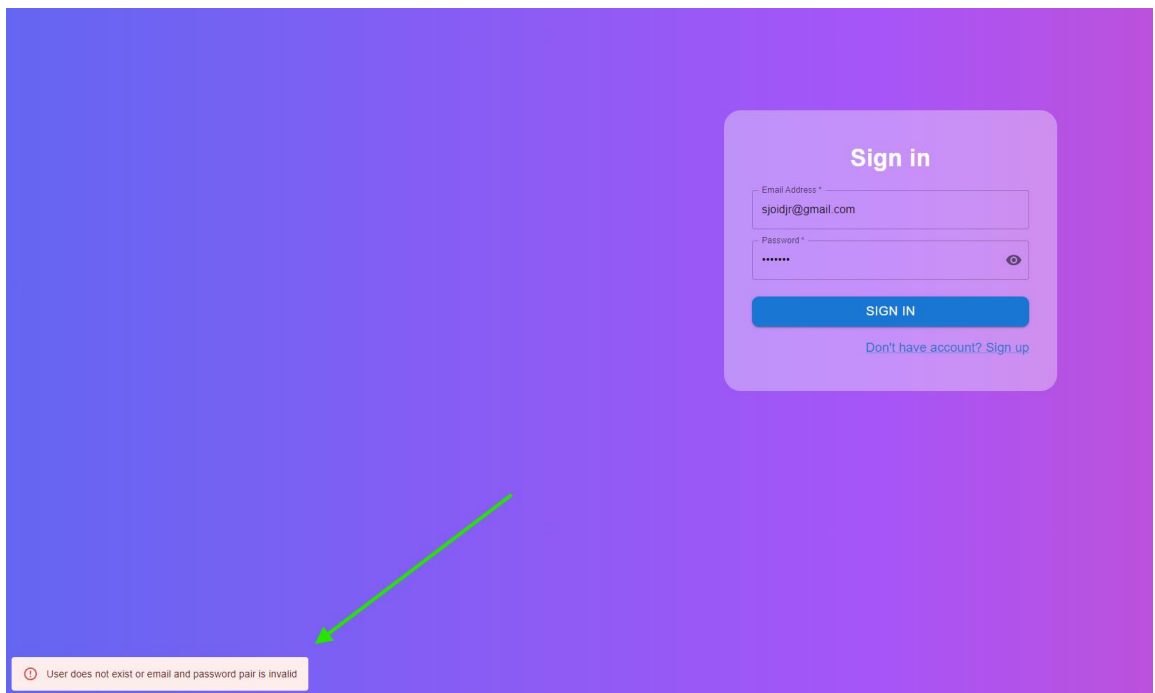 Sign in
Email Address *
sjoidjr@gmail.com
Password *
•••••••
SIGN IN
Don't have account? Sign up
User does not exist or email and password pair is invalid